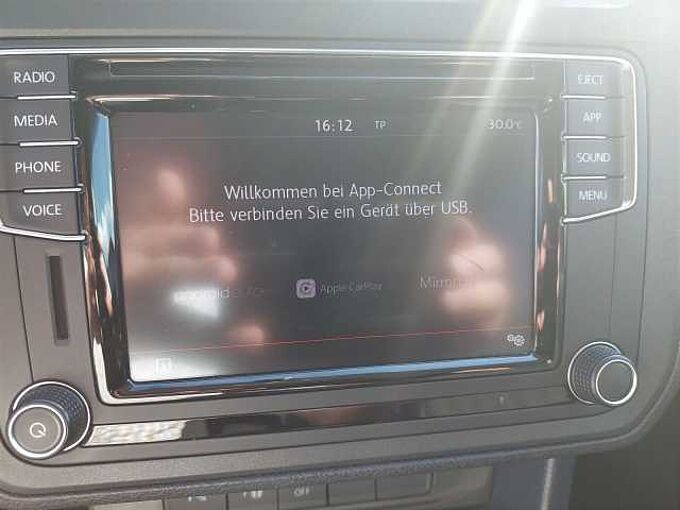 RADIO
MEDIA
PHONE
VOICE
EJECT
APP
SOUND
MENU
16:12 TP 30.0°C
Willkommen bei App-Connect
Bitte verbinden Sie ein Gerät über USB.
Apple CarPlay
OFF